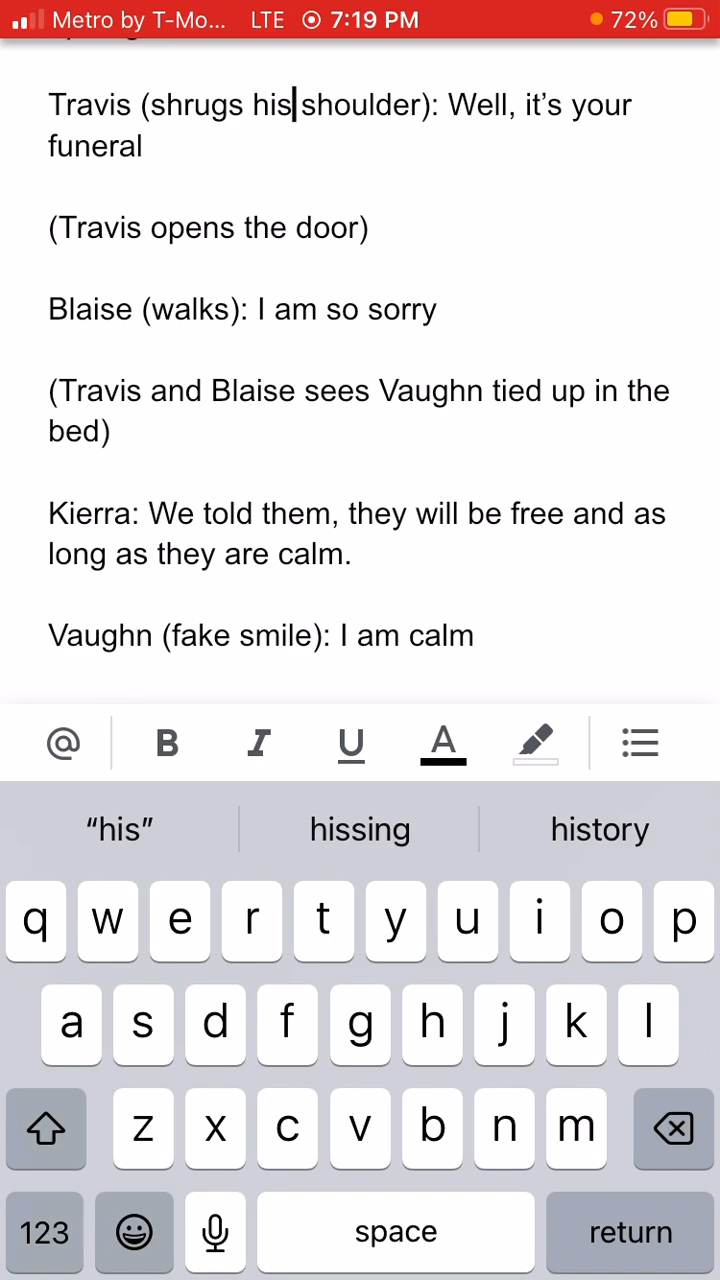 Metro by T-Mo... LTE 7:19 PM 72%
Travis (shrugs his shoulder): Well, it’s your
funeral
(Travis opens the door)
Blaise (walks): I am so sorry
(Travis and Blaise sees Vaughn tied up in the
bed)
Kierra: We told them, they will be free and as
long as they are calm.
Vaughn (fake smile): I am calm
@ B I U A
“his” hissing history
q w e r t y u i o p
a s d f g h j k l
z x c v b n m
123 space return